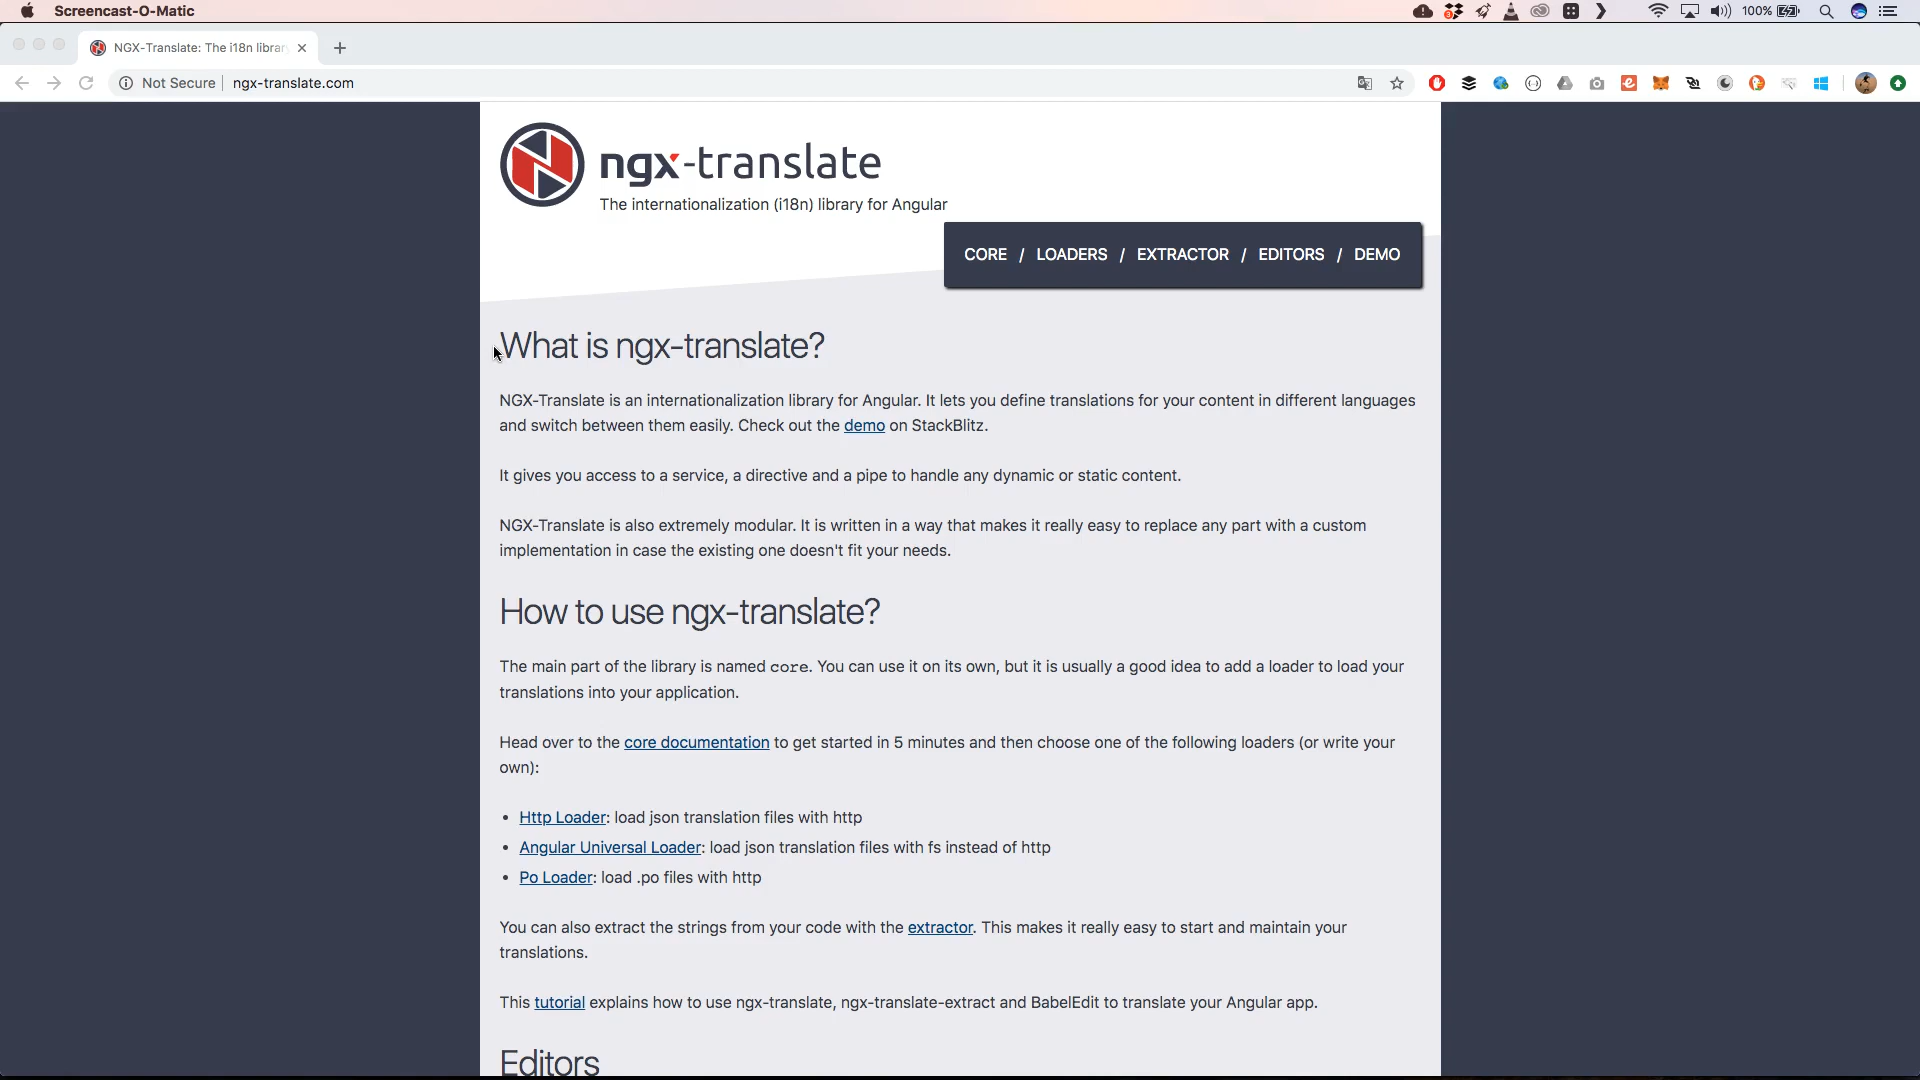 Screencast-O-Matic
100%
NGX-Translate: The i18n librar
Not Secure
ngx-translate.com
ngx-translate
The internationalization (i18n) library for Angular
CORE / LOADERS / EXTRACTOR / EDITORS / DEMO
What is ngx-translate?
NGX-Translate is an internationalization library for Angular. It lets you define translations for your content in different languages
and switch between them easily. Check out the demo on StackBlitz.
It gives you access to a service, a directive and a pipe to handle any dynamic or static content.
NGX-Translate is also extremely modular. It is written in a way that makes it really easy to replace any part with a custom
implementation in case the existing one doesn't fit your needs.
How to use ngx-translate?
The main part of the library is named core. You can use it on its own, but it is usually a good idea to add a loader to load your
translations into your application.
Head over to the core documentation to get started in 5 minutes and then choose one of the following loaders (or write your
own):
• Http Loader: load json translation files with http
• Angular Universal Loader: load json translation files with fs instead of http
• Po Loader: load .po files with http
You can also extract the strings from your code with the extractor. This makes it really easy to start and maintain your
translations.
This tutorial explains how to use ngx-translate, ngx-translate-extract and BabelEdit to translate your Angular app.
Editors